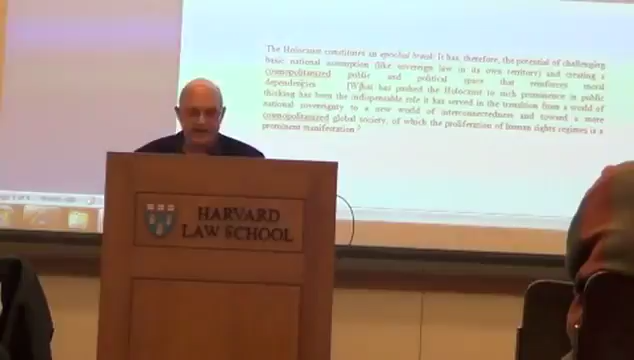 The Holocaust constitutes an epochal break. It has, therefore, the potential of challenging
basic national assumption (like sovereign law in its own territory) and creating a
cosmopolitanized public and political space that reinforces moral
dependencies. [W]hat has pushed the Holocaust to such prominence in public
thinking has been the indispensable role it has served in the transition from a world of
national sovereignty to a new world of interconnectedness and toward a more
cosmopolitanized global society, of which the proliferation of human rights regimes is a
prominent manifestation
HARVARD
LAW SCHOOL